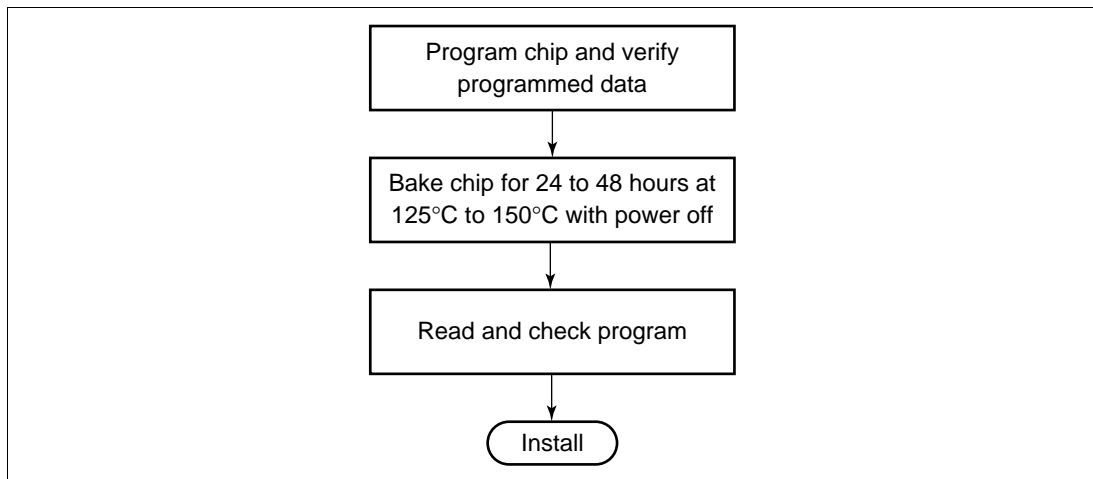 Program chip and verify
programmed data
Bake chip for 24 to 48 hours at
125°C to 150°C with power off
Read and check program
Install